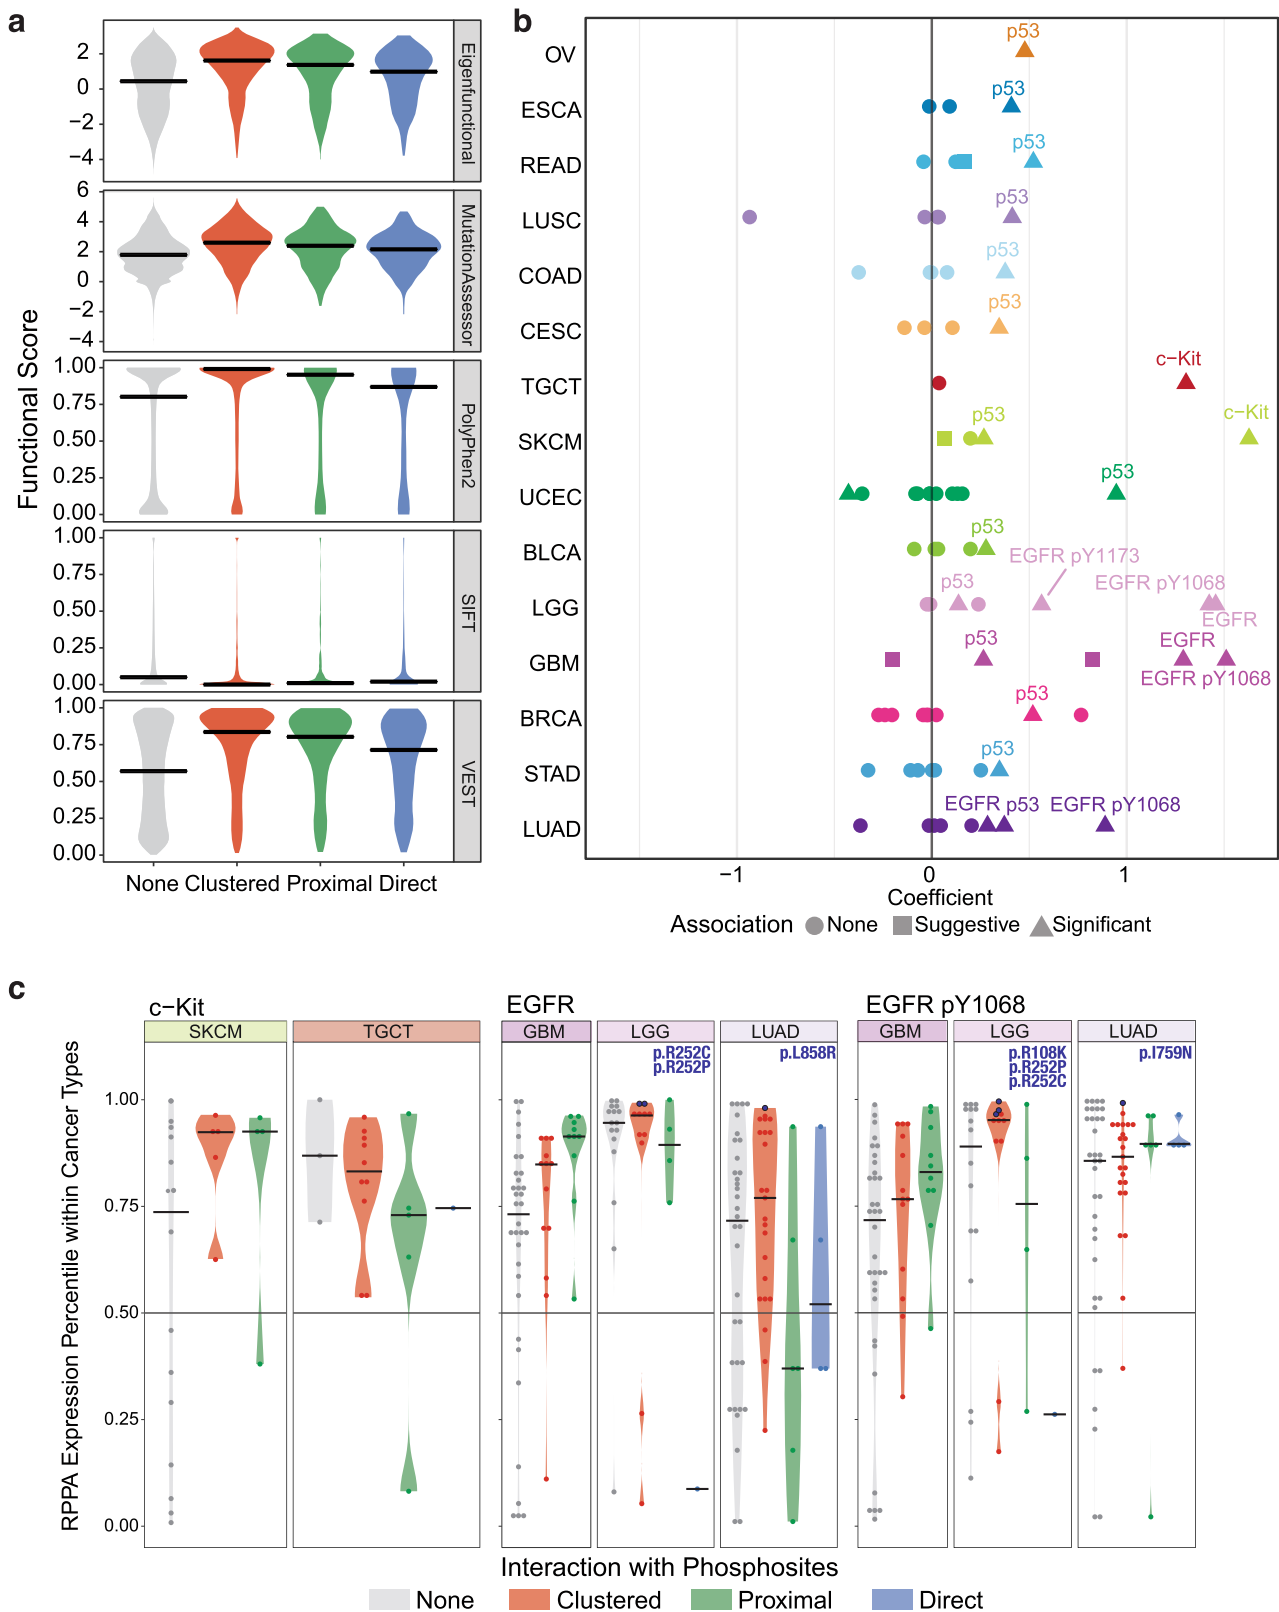 a
Functional Score
2
0
−2
−4
Eigenfunctional
6
4
2
0
−2
−4
MutationAssessor
1.00
0.75
0.50
0.25
0.00
PolyPhen2
1.00
0.75
0.50
0.25
0.00
SIFT
1.00
0.75
0.50
0.25
0.00
VEST
None Clustered Proximal Direct
b
OV
p53
ESCA
p53
READ
p53
LUSC
p53
COAD
p53
CESC
p53
TGCT
c−Kit
SKCM
p53
c−Kit
UCEC
p53
BLCA
p53
LGG
p53
EGFR pY1173
EGFR pY1068
EGFR
GBM
p53
EGFR
EGFR pY1068
BRCA
p53
STAD
p53
LUAD
EGFR p53 EGFR pY1068
−1 0 1
Coefficient
Association None Suggestive Significant
c
RPPA Expression Percentile within Cancer Types
1.00
0.75
0.50
0.25
0.00
c−Kit
SKCM TGCT
EGFR
GBM LGG LUAD
p.R252C
p.R252P
p.L858R
EGFR pY1068
GBM LGG LUAD
p.R108K
p.R252P
p.R252C
p.I759N
Interaction with Phosphosites
None Clustered Proximal Direct